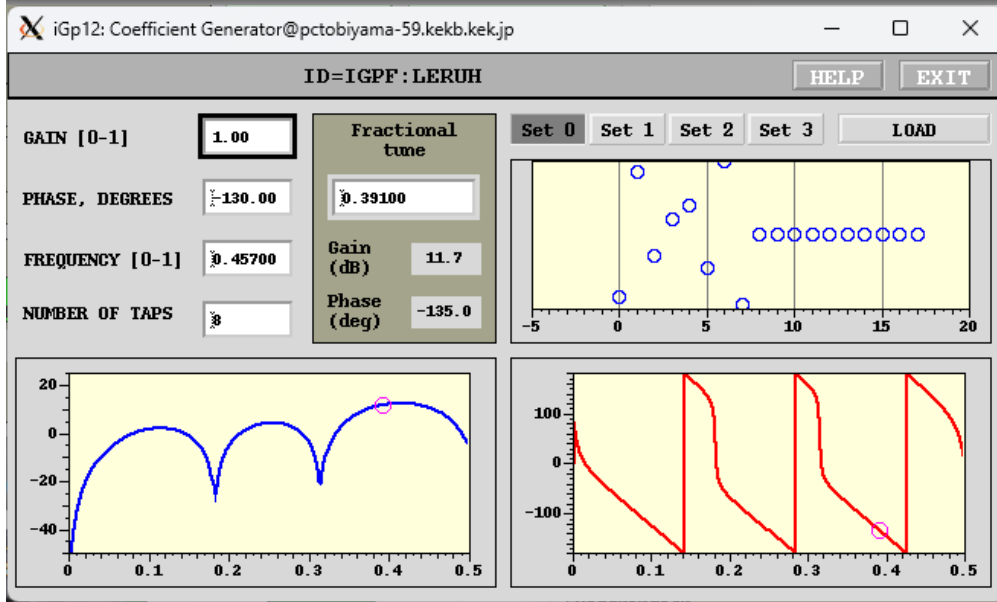 iGp12: Coefficient Generator@pctobiyama-59.kekb.kek.jp
ID=IGPF:LERUH
HELP
EXIT
GAIN [0-1]
1.00
PHASE, DEGREES
-130.00
FREQUENCY [0-1]
0.45700
NUMBER OF TAPS
8
Fractional
tune
0.39100
Gain
(dB)
11.7
Phase
(deg)
-135.0
Set 0
Set 1
Set 2
Set 3
LOAD
-5 0 5 10 15 20
20
0
-20
-40
0 0.1 0.2 0.3 0.4 0.5
100
0
-100
0 0.1 0.2 0.3 0.4 0.5